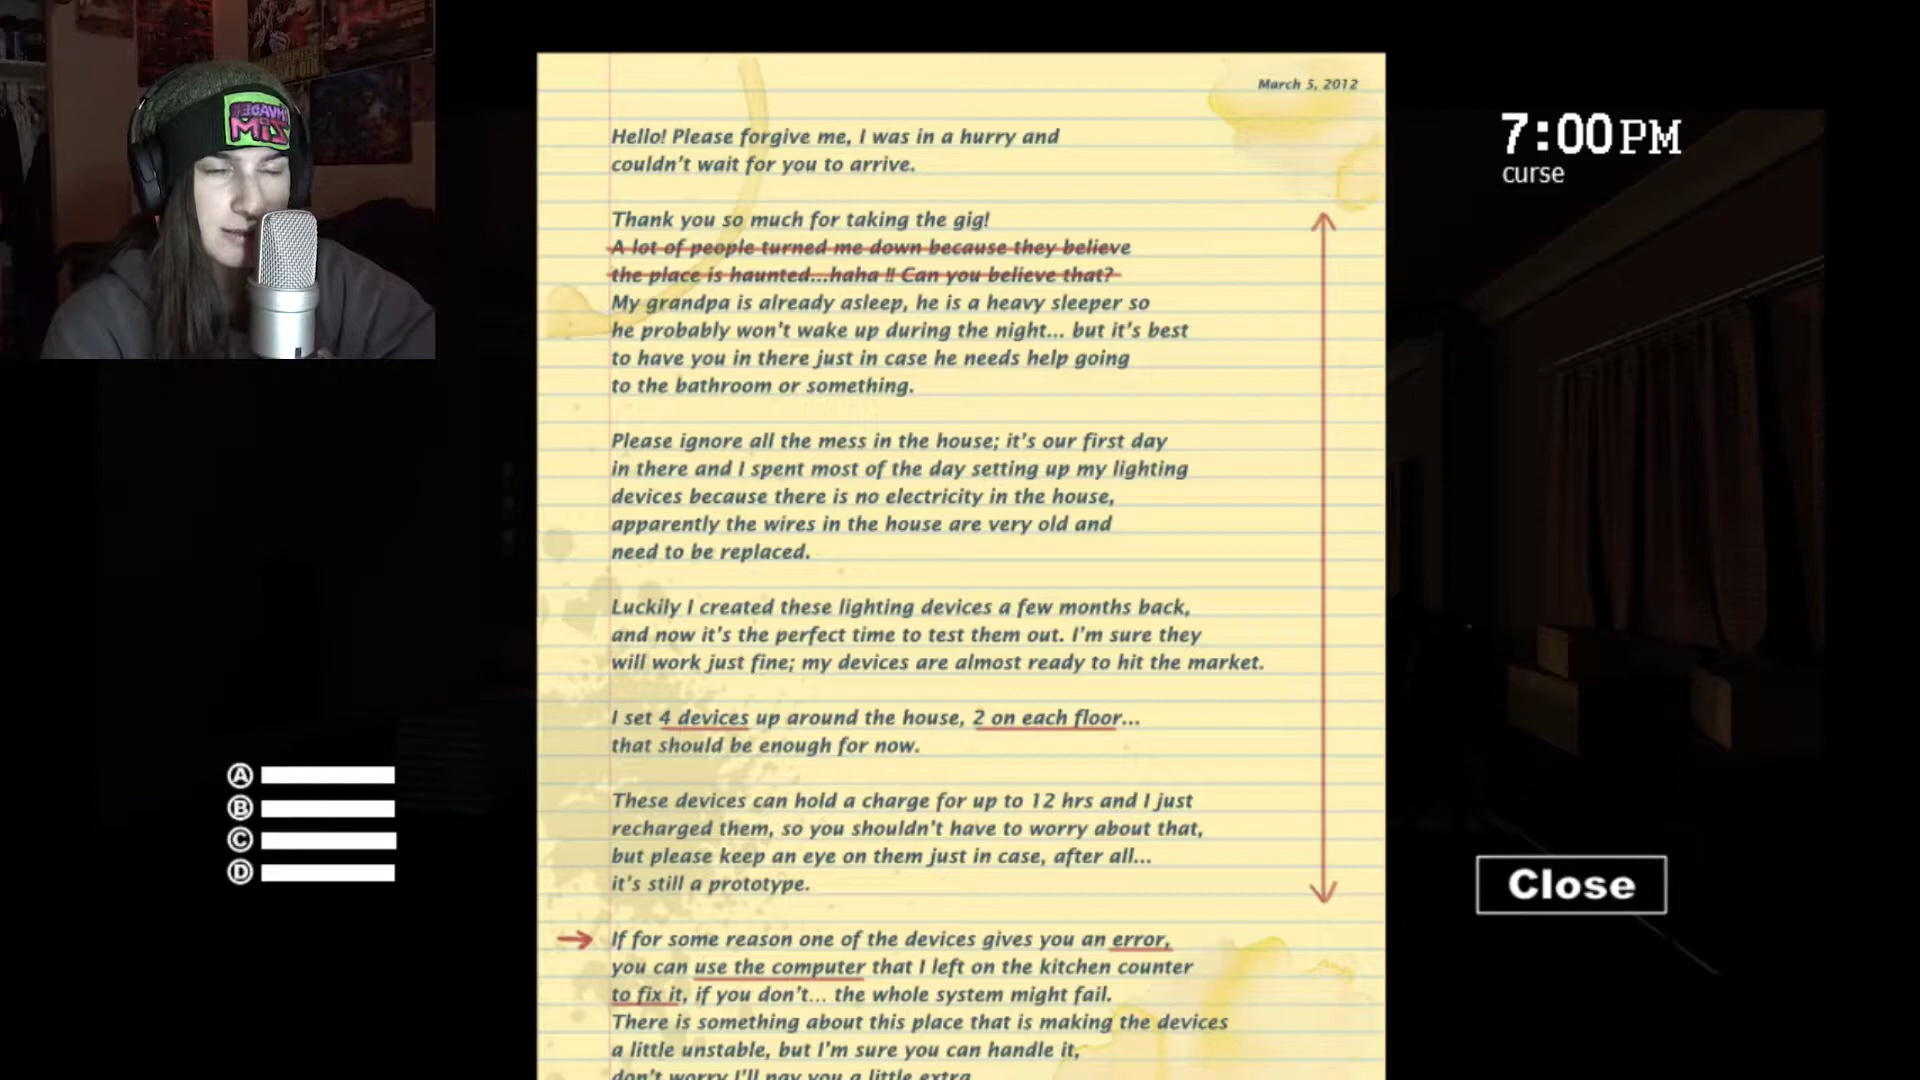 March 5, 2012
Hello! Please forgive me, I was in a hurry and
couldn't wait for you to arrive.
Thank you so much for taking the gig!
A lot of people turned me down because they believe
the place is haunted...haha !! Can you believe that?
My grandpa is already asleep, he is a heavy sleeper so
he probably won't wake up during the night... but it's best
to have you in there just in case he needs help going
to the bathroom or something.
Please ignore all the mess in the house; it's our first day
in there and I spent most of the day setting up my lighting
devices because there is no electricity in the house,
apparently the wires in the house are very old and
need to be replaced.
Luckily I created these lighting devices a few months back,
and now it's the perfect time to test them out. I'm sure they
will work just fine; my devices are almost ready to hit the market.
I set 4 devices up around the house, 2 on each floor...
that should be enough for now.
These devices can hold a charge for up to 12 hrs and I just
recharged them, so you shouldn't have to worry about that,
but please keep an eye on them just in case, after all...
it's still a prototype.
If for some reason one of the devices gives you an error,
you can use the computer that I left on the kitchen counter
to fix it, if you don't... the whole system might fail.
There is something about this place that is making the devices
a little unstable, but I'm sure you can handle it,
don't worry I'll pay you a little extra
7:00PM
curse
A
B
C
D
Close